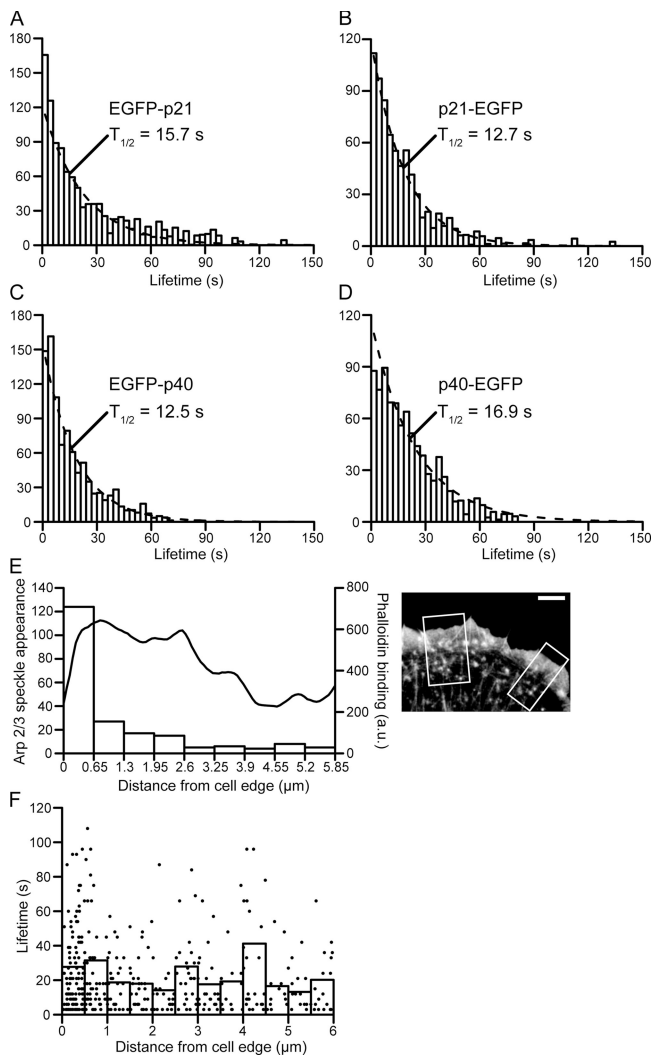 A
180
150
120
90
60
30
0
EGFP-p21
T1/2 = 15.7 s
0 30 60 90 120 150
Lifetime (s)
B
120
90
60
30
0
p21-EGFP
T1/2 = 12.7 s
0 30 60 90 120 150
Lifetime (s)
C
180
150
120
90
60
30
0
EGFP-p40
T1/2 = 12.5 s
0 30 60 90 120 150
Lifetime (s)
D
120
90
60
30
0
p40-EGFP
T1/2 = 16.9 s
0 30 60 90 120 150
Lifetime (s)
E
Arp 2/3 speckle appearance
140
120
100
80
60
40
20
0
800
600
400
200
0
Phalloidin binding (a.u.)
0 0.65 1.3 1.95 2.6 3.25 3.9 4.55 5.2 5.85
Distance from cell edge (µm)
F
Lifetime (s)
120
100
80
60
40
20
0
0 1 2 3 4 5 6
Distance from cell edge (µm)